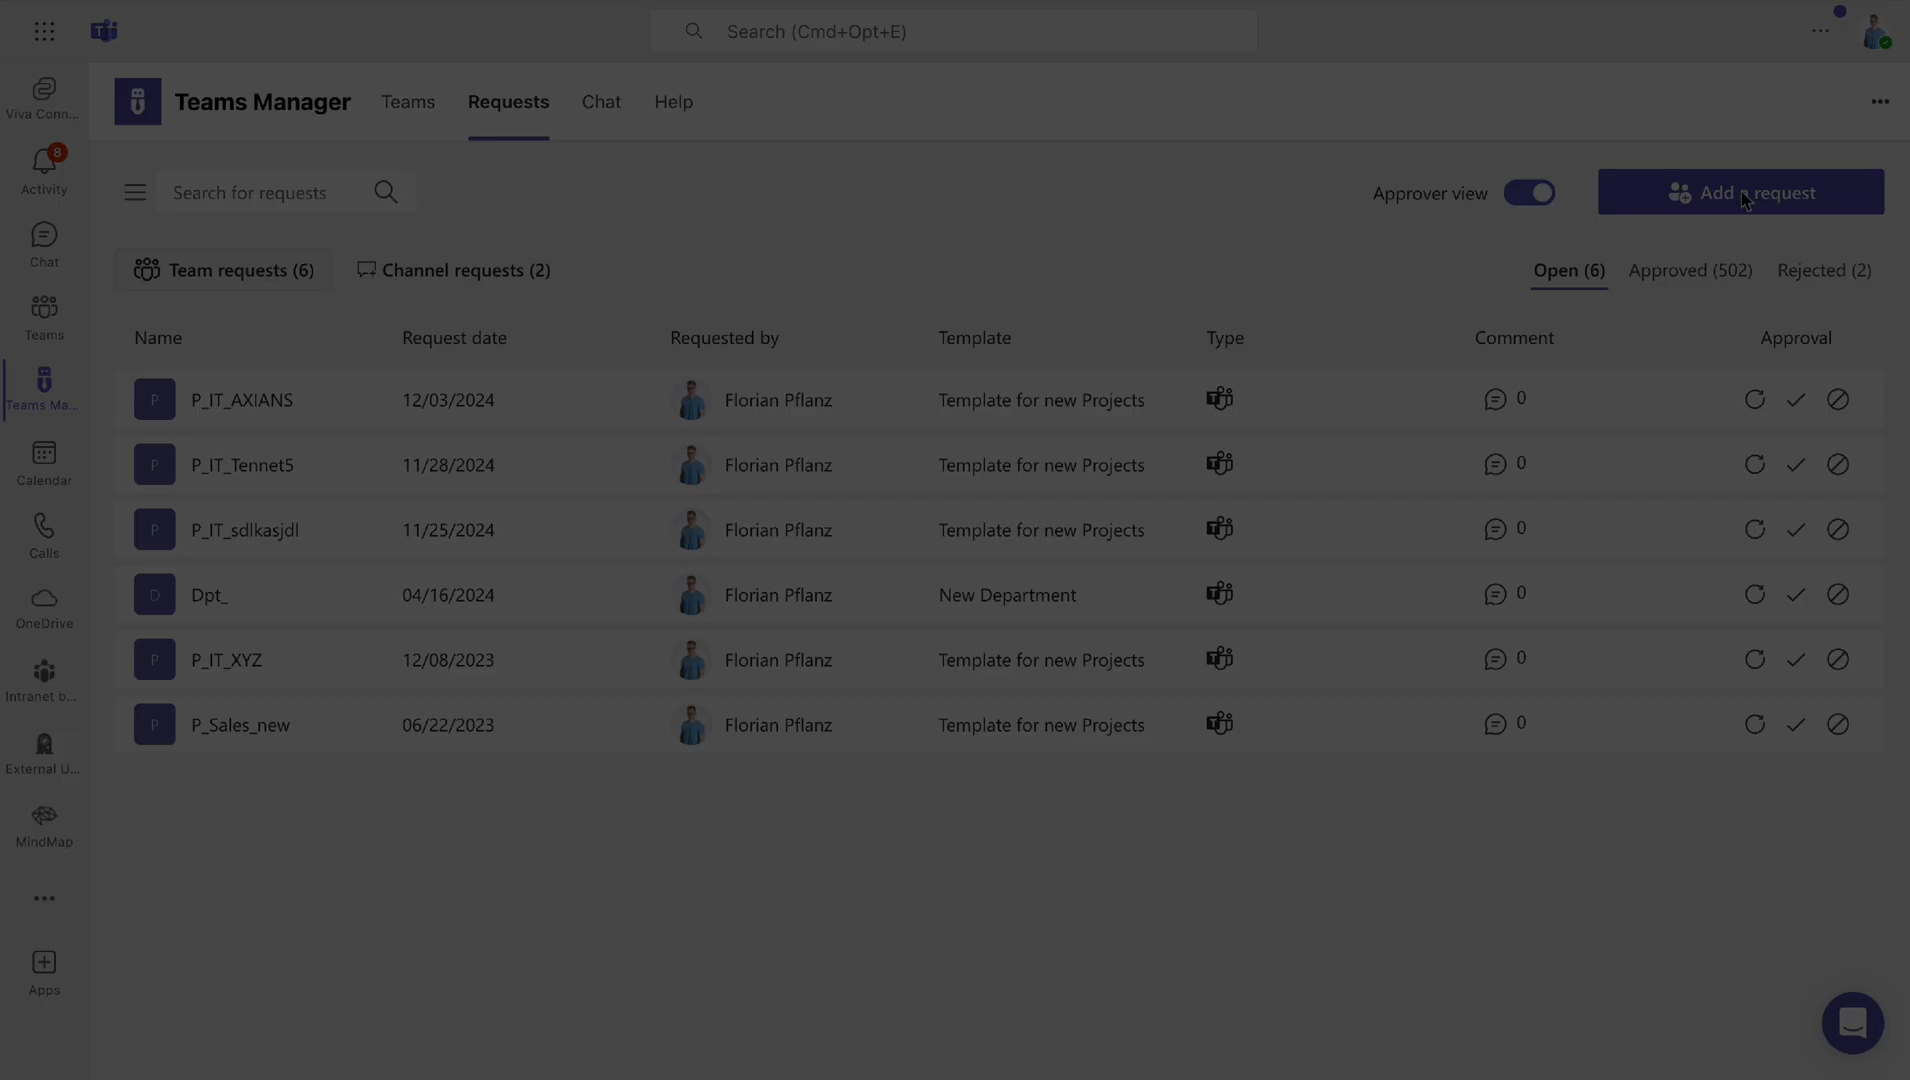 Search (Cmd+Opt+E)
Viva Conn...
8
Activity
Chat
Teams
Teams Ma...
Calendar
Calls
OneDrive
Intranet b...
External U...
MindMap
Apps
Teams Manager Teams Requests Chat Help
Search for requests
Approver view
Add a request
Team requests (6) Channel requests (2)
Open (6) Approved (502) Rejected (2)
Name Request date Requested by Template Type Comment Approval
P P_IT_AXIANS 12/03/2024 Florian Pflanz Template for new Projects 0
P P_IT_Tennet5 11/28/2024 Florian Pflanz Template for new Projects 0
P P_IT_sdlkasjdl 11/25/2024 Florian Pflanz Template for new Projects 0
D Dpt_ 04/16/2024 Florian Pflanz New Department 0
P P_IT_XYZ 12/08/2023 Florian Pflanz Template for new Projects 0
P P_Sales_new 06/22/2023 Florian Pflanz Template for new Projects 0